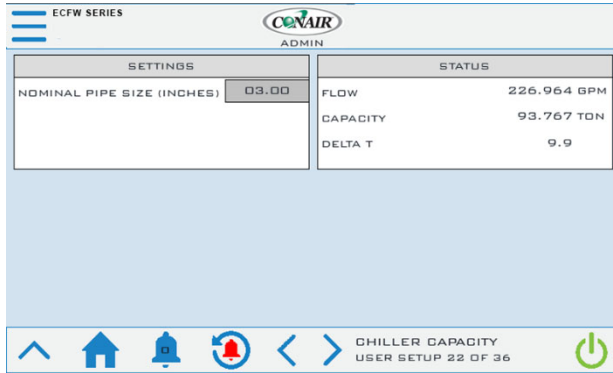 ECFW SERIES
CONAIR
ADMIN
SETTINGS
NOMINAL PIPE SIZE (INCHES) 03.00
STATUS
FLOW 226.964 GPM
CAPACITY 93.767 TON
DELTA T 9.9
0
CHILLER CAPACITY
USER SETUP 22 OF 36